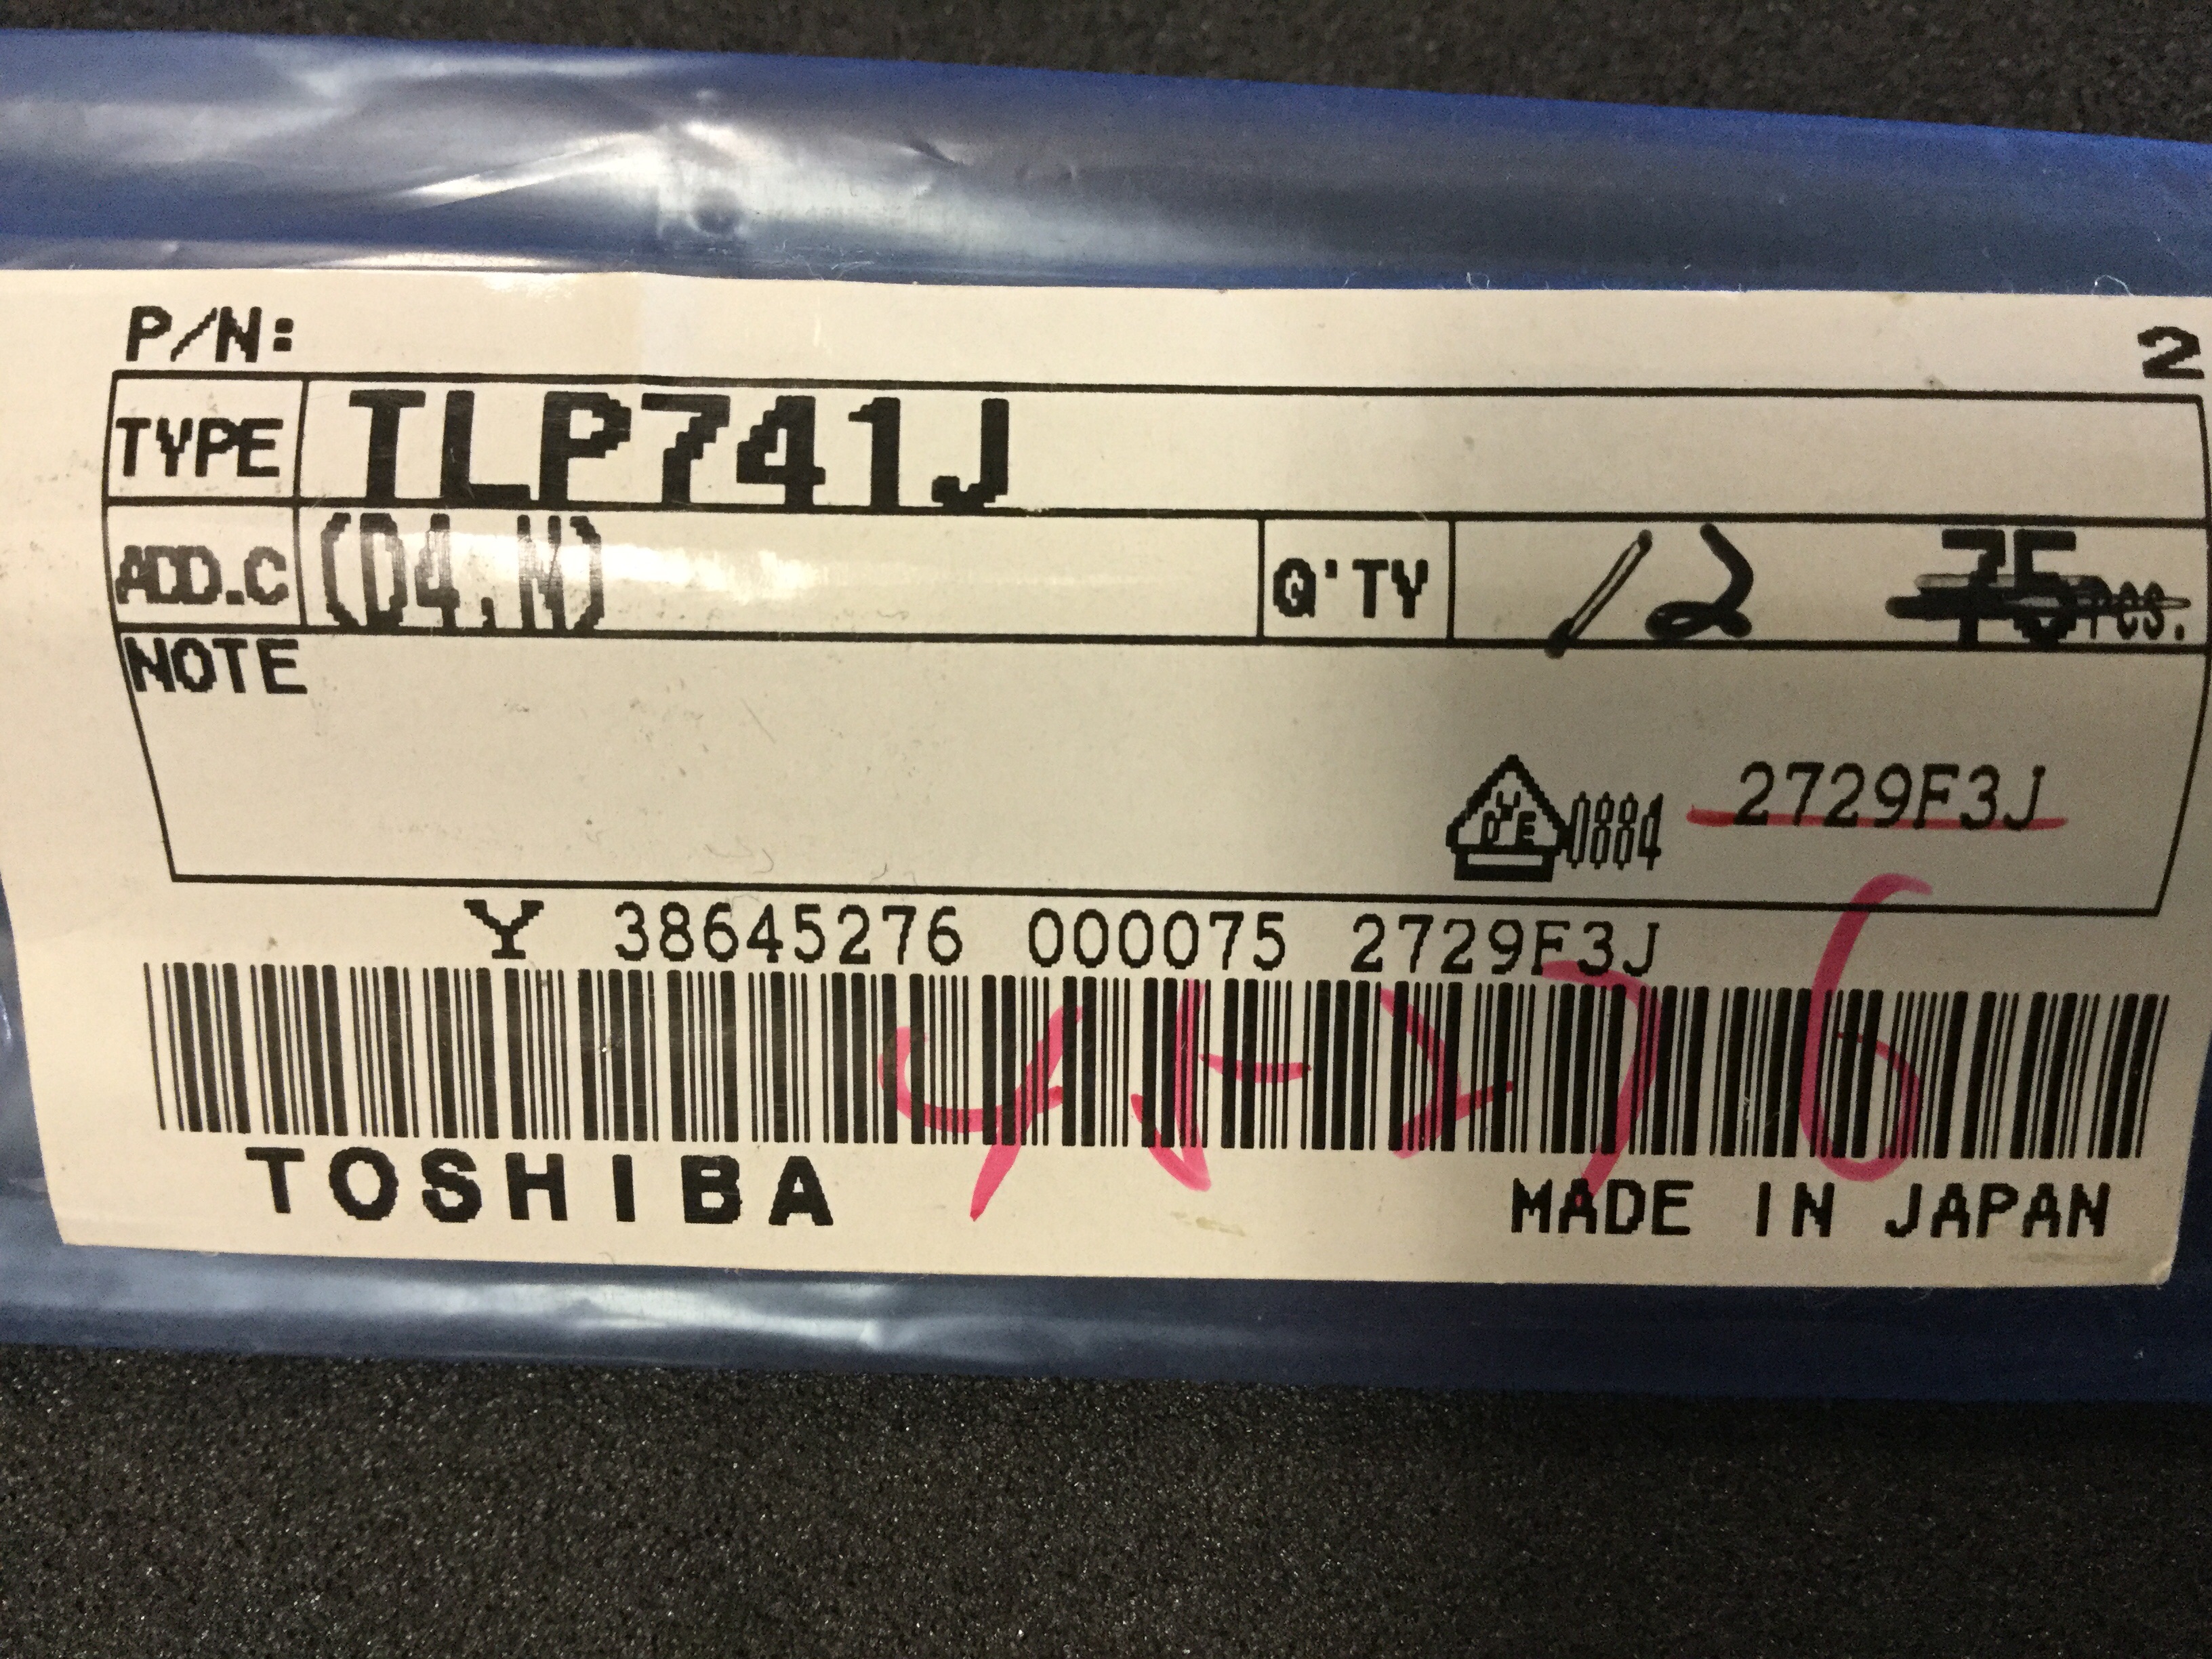 P/N: 2
TYPE TLP741J
ADD.C (D4,N) Q'TY 12 75 PCS.
NOTE
VDE 0884 2729F3J
Y 38645276 000075 2729F3J
TOSHIBA MADE IN JAPAN